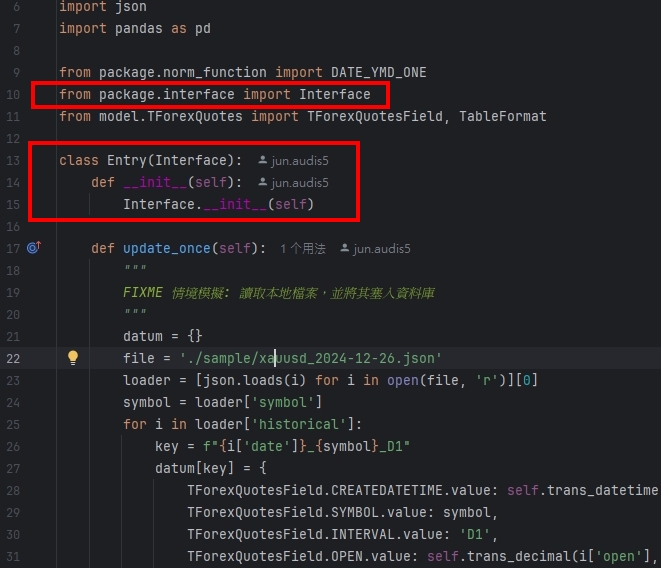 6 import json
7 import pandas as pd
8
9 from package.norm_function import DATE_YMD_ONE
10 from package.interface import Interface
11 from model.TForexQuotes import TForexQuotesField, TableFormat
12
13 class Entry(Interface): jun.audis5
14     def __init__(self): jun.audis5
15         Interface.__init__(self)
16
17     def update_once(self): 1 个用法 jun.audis5
18         """
19         FIXME 情境模擬: 讀取本地檔案，並將其塞入資料庫
20         """
21         datum = {}
22         file = './sample/xauusd_2024-12-26.json'
23         loader = [json.loads(i) for i in open(file, 'r')][0]
24         symbol = loader['symbol']
25         for i in loader['historical']:
26             key = f"{i['date']}_{symbol}_D1"
27             datum[key] = {
28                 TForexQuotesField.CREATEDATETIME.value: self.trans_datetime
29                 TForexQuotesField.SYMBOL.value: symbol,
30                 TForexQuotesField.INTERVAL.value: 'D1',
31                 TForexQuotesField.OPEN.value: self.trans_decimal(i['open'],